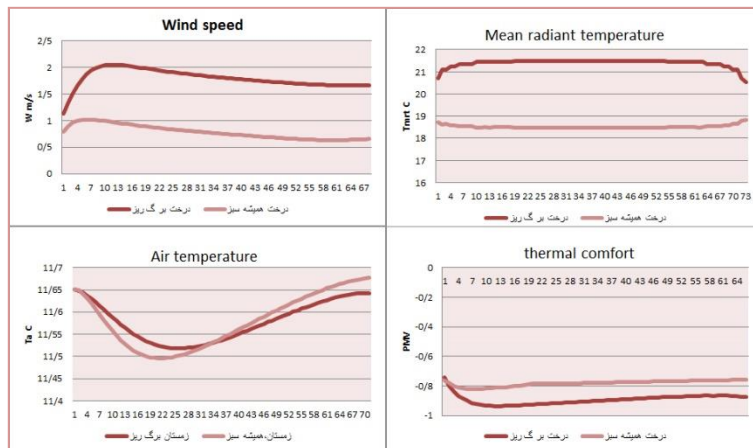 Wind speed
2/5
2
1/5
1
0/5
0
W m/s
1 4 7 10 13 16 19 22 25 28 31 34 37 40 43 46 49 52 55 58 61 64 67
درخت بر گ ریز درخت همیشه سبز
Mean radiant temperature
22
21
20
19
18
17
16
Tmrt C
1 4 7 10 13 16 19 22 25 28 31 34 37 40 43 46 49 52 55 58 61 64 67 70 73
درخت بر گ ریز درخت همیشه سبز
Air temperature
11/7
11/65
11/6
11/55
11/5
11/45
11/4
Ta C
1 4 7 10 13 16 19 22 25 28 31 34 37 40 43 46 49 52 55 58 61 64 67 70
زمستان برگ ریز زمستان،همیشه سبز
thermal comfort
0
-0/2
-0/4
-0/6
-0/8
-1
PMV
1 4 7 10 13 16 19 22 25 28 31 34 37 40 43 46 49 52 55 58 61 64
درخت بر گ ریز درخت همیشه سبز